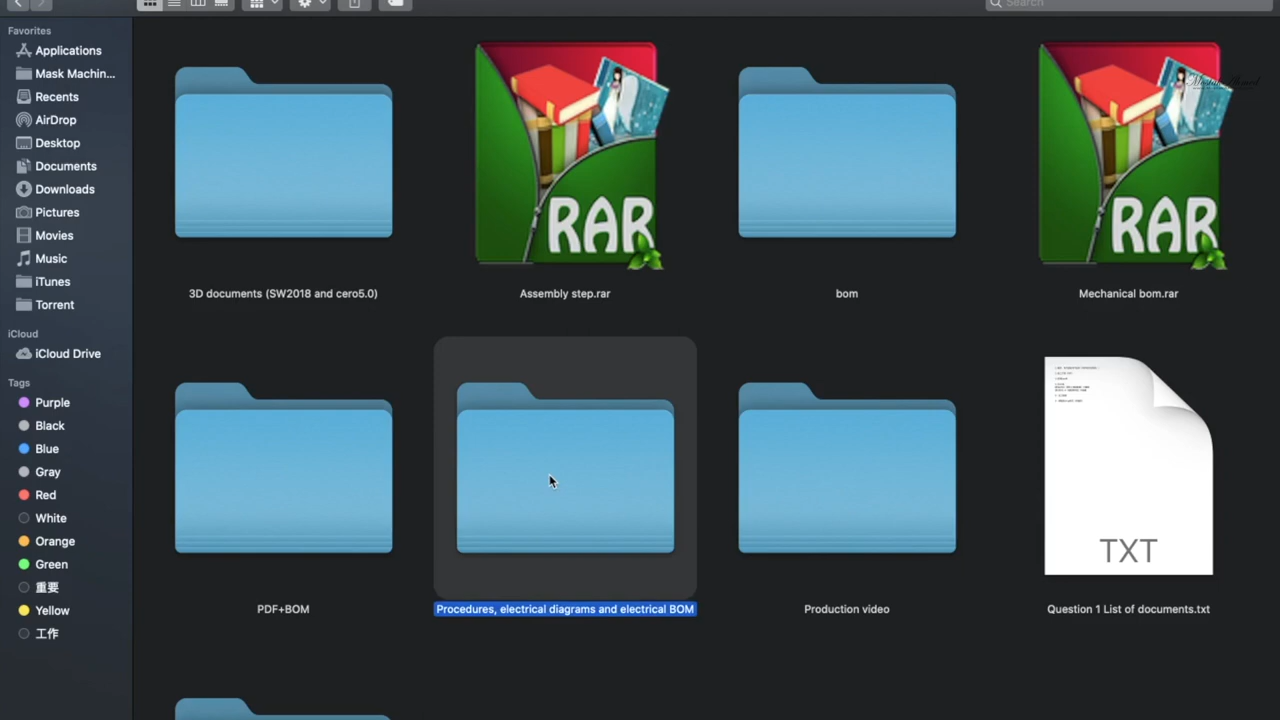 Search
Favorites
Applications
Mask Machin...
Recents
AirDrop
Desktop
Documents
Downloads
Pictures
Movies
Music
iTunes
Torrent
iCloud
iCloud Drive
Tags
Purple
Black
Blue
Gray
Red
White
Orange
Green
重要
Yellow
工作
RAR
RAR
3D documents (SW2018 and cero5.0)
Assembly step.rar
bom
Mechanical bom.rar
TXT
PDF+BOM
Procedures, electrical diagrams and electrical BOM
Production video
Question 1 List of documents.txt